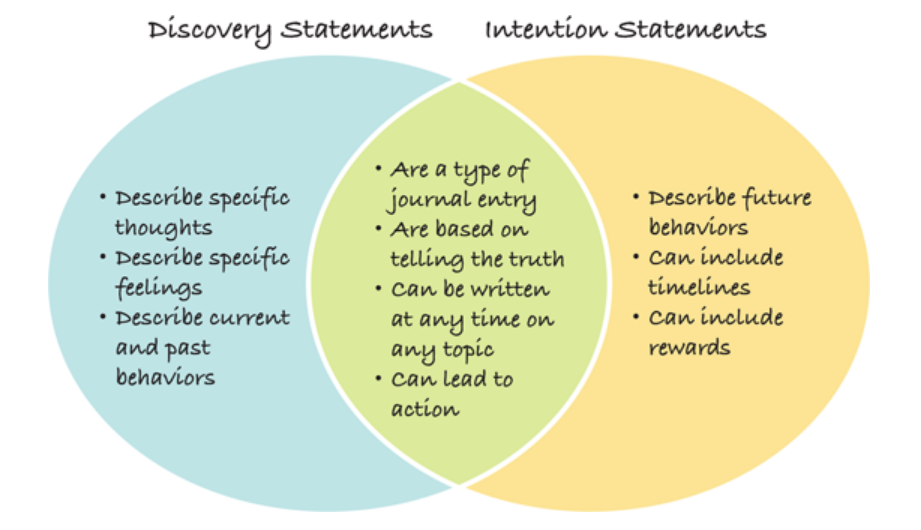 Discovery Statements
Intention Statements
• Describe specific
thoughts
• Describe specific
feelings
• Describe current
and past
behaviors
• Are a type of
journal entry
• Are based on
telling the truth
• Can be written
at any time on
any topic
• Can lead to
action
• Describe future
behaviors
• Can include
timelines
• Can include
rewards